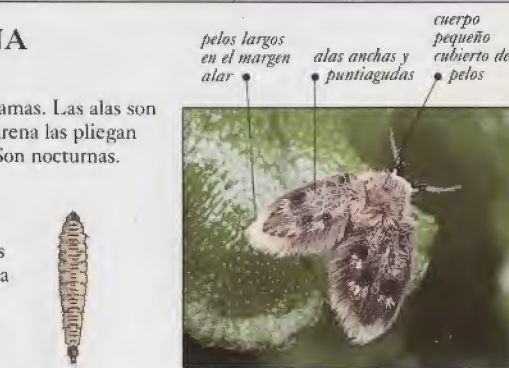 NA
amas. Las alas son
arena las pliegan
Son nocturnas.
s
a
pelos largos
en el margen
alar
alas anchas y
puntiagudas
cuerpo
pequeño
cubierto de
pelos